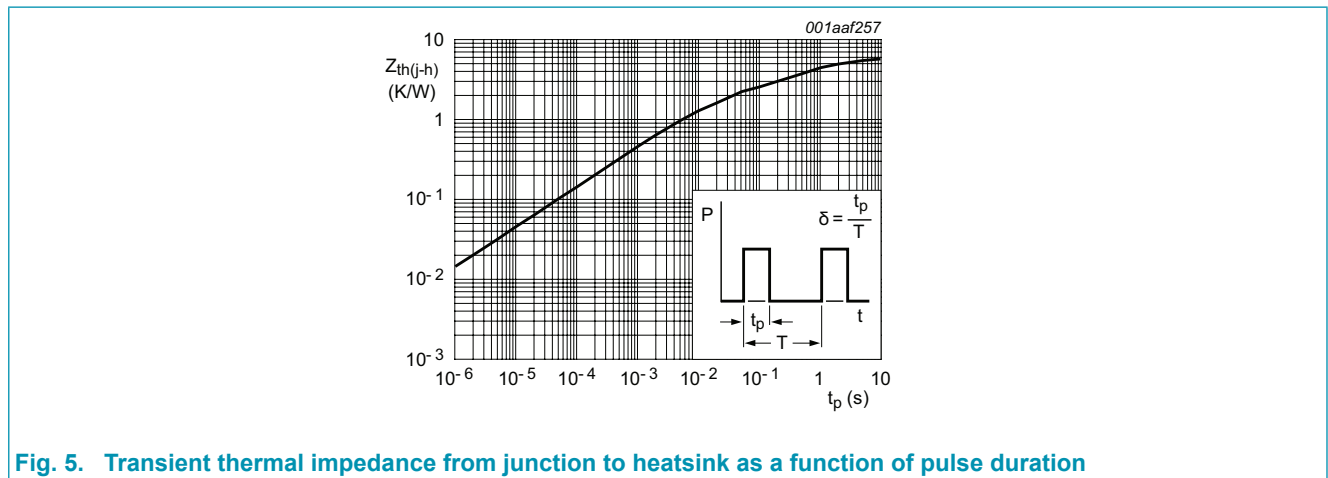 001aaf257
10
Zth(j-h)
(K/W)
1
10-1
10-2
10-3
P
δ = tp
T
tp
t
T
10-6 10-5 10-4 10-3 10-2 10-1 1 10
tp (s)
Fig. 5. Transient thermal impedance from junction to heatsink as a function of pulse duration